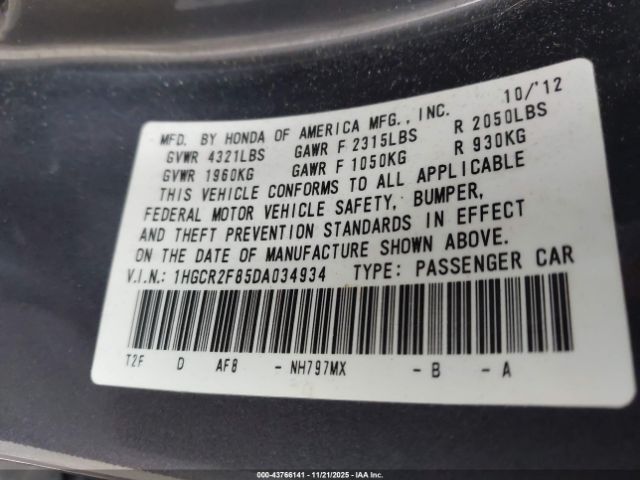 MFD. BY HONDA OF AMERICA MFG., INC. 10/'12
GVWR 4321LBS GAWR F 2315LBS R 2050LBS
GVWR 1960KG GAWR F 1050KG R 930KG
THIS VEHICLE CONFORMS TO ALL APPLICABLE
FEDERAL MOTOR VEHICLE SAFETY, BUMPER,
AND THEFT PREVENTION STANDARDS IN EFFECT
ON THE DATE OF MANUFACTURE SHOWN ABOVE.
V.I.N.: 1HGCR2F85DA034934 TYPE: PASSENGER CAR
T2F D AF8 - NH797MX - B - A
000-43766141 - 11/21/2025 - IAAI.CA